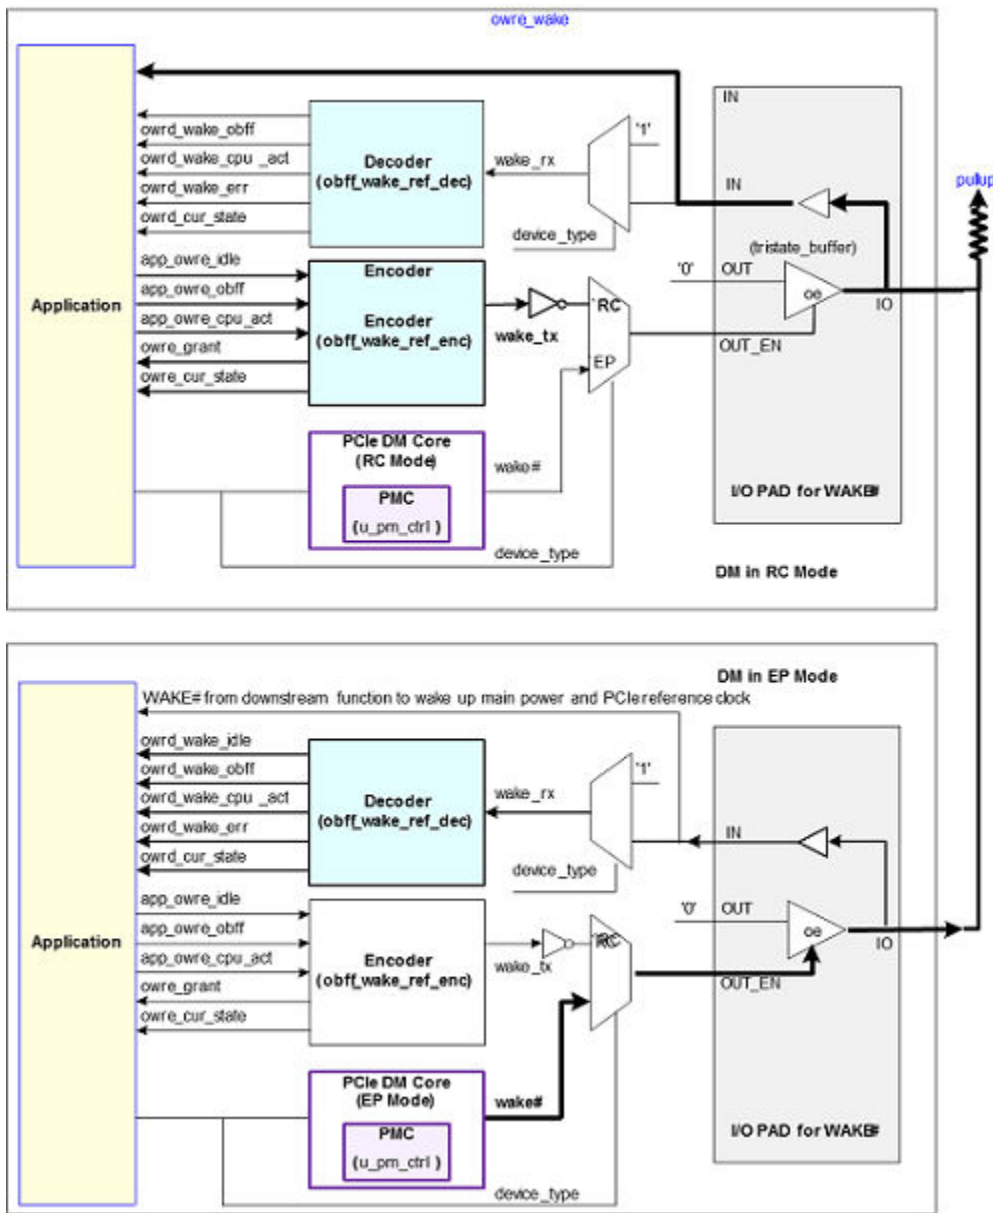 owre_wake
Application
owrd_wake_obff
owrd_wake_cpu _act
owrd_wake_err
owrd_cur_state
app_owre_idle
app_owre_obff
app_owre_cpu_act
owre_grant
owre_cur_state
Decoder
(obff_wake_ref_dec)
wake_rx
'1'
device_type
Encoder
Encoder
(obff_wake_ref_enc)
wake_tx
`RC
`EP
PCIe DM Core
(RC Mode)
PMC
(u_pm_ctrl )
wake#
device_type
IN
IN
(tristate_buffer)
'0'
OUT
oe
IO
OUT_EN
I/O PAD for WAKE#
DM in RC Mode
pullup
DM in EP Mode
WAKE# from downstream function to wake up main power and PCIe reference clock
Application
owrd_wake_idle
owrd_wake_obff
owrd_wake_cpu _act
owrd_wake_err
owrd_cur_state
app_owre_idle
app_owre_obff
app_owre_cpu_act
owre_grant
owre_cur_state
Decoder
(obff_wake_ref_dec)
wake_rx
'1'
device_type
Encoder
(obff_wake_ref_enc)
wake_tx
`RC
PCIe DM Core
(EP Mode)
PMC
(u_pm_ctrl )
wake#
device_type
IN
'0'
OUT
oe
IO
OUT_EN
I/O PAD for WAKE#